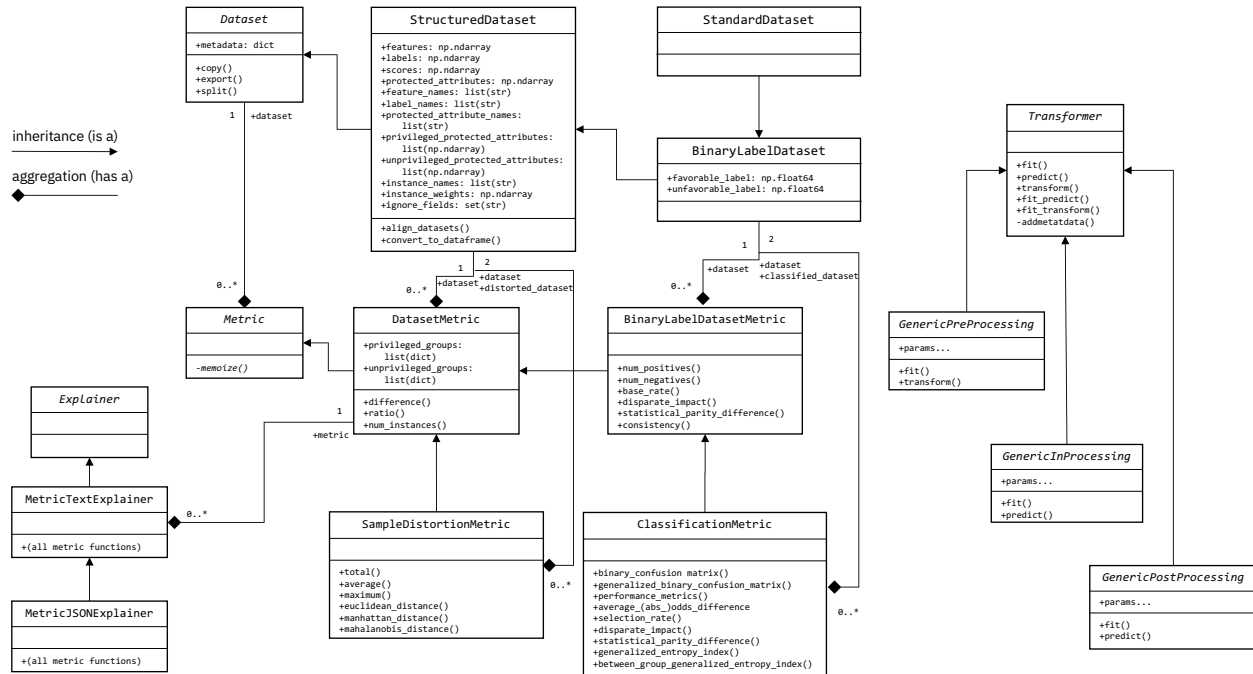 Dataset
+metadata: dict
+copy()
+export()
+split()
1
+dataset
StructuredDataset
+features: np.ndarray
+labels: np.ndarray
+scores: np.ndarray
+protected_attributes: np.ndarray
+feature_names: list(str)
+label_names: list(str)
+protected_attribute_names:
list(str)
+privileged_protected_attributes:
list(np.ndarray)
+unprivileged_protected_attributes:
list(np.ndarray)
+instance_names: list(str)
+instance_weights: np.ndarray
+ignore_fields: set(str)
+align_datasets()
+convert_to_dataframe()
StandardDataset
BinaryLabelDataset
+favorable_label: np.float64
+unfavorable_label: np.float64
Transformer
+fit()
+predict()
+transform()
+fit_predict()
+fit_transform()
-addmetatdata()
inheritance (is a)
aggregation (has a)
1
2
+dataset
+dataset
+distorted_dataset
0..*
0..*
1
2
+dataset
+dataset
+classified_dataset
0..*
Metric
-memoize()
DatasetMetric
+privileged_groups:
list(dict)
+unprivileged_groups:
list(dict)
+difference()
+ratio()
+num_instances()
BinaryLabelDatasetMetric
+num_positives()
+num_negatives()
+base_rate()
+disparate_impact()
+statistical_parity_difference()
+consistency()
GenericPreProcessing
+params...
+fit()
+transform()
Explainer
1
+metric
0..*
MetricTextExplainer
+(all metric functions)
MetricJSONExplainer
+(all metric functions)
SampleDistortionMetric
+total()
+average()
+maximum()
+euclidean_distance()
+manhattan_distance()
+mahalanobis_distance()
0..*
ClassificationMetric
+binary_confusion matrix()
+generalized_binary_confusion_matrix()
+performance_metrics()
+average_(abs_)odds_difference
+selection_rate()
+disparate_impact()
+statistical_parity_difference()
+generalized_entropy_index()
+between_group_generalized_entropy_index()
0..*
GenericInProcessing
+params...
+fit()
+predict()
GenericPostProcessing
+params...
+fit()
+predict()